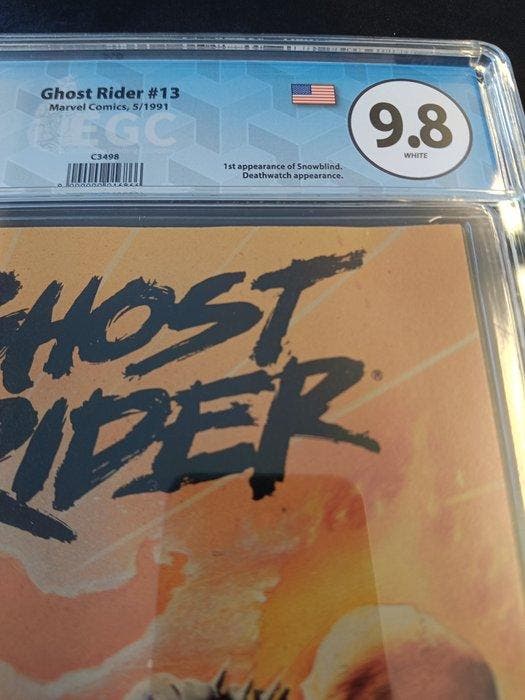 Ghost Rider #13
Marvel Comics, 5/1991
EGC
C3498
9.8
WHITE
1st appearance of Snowblind.
Deathwatch appearance.
GHOST
RIDER®